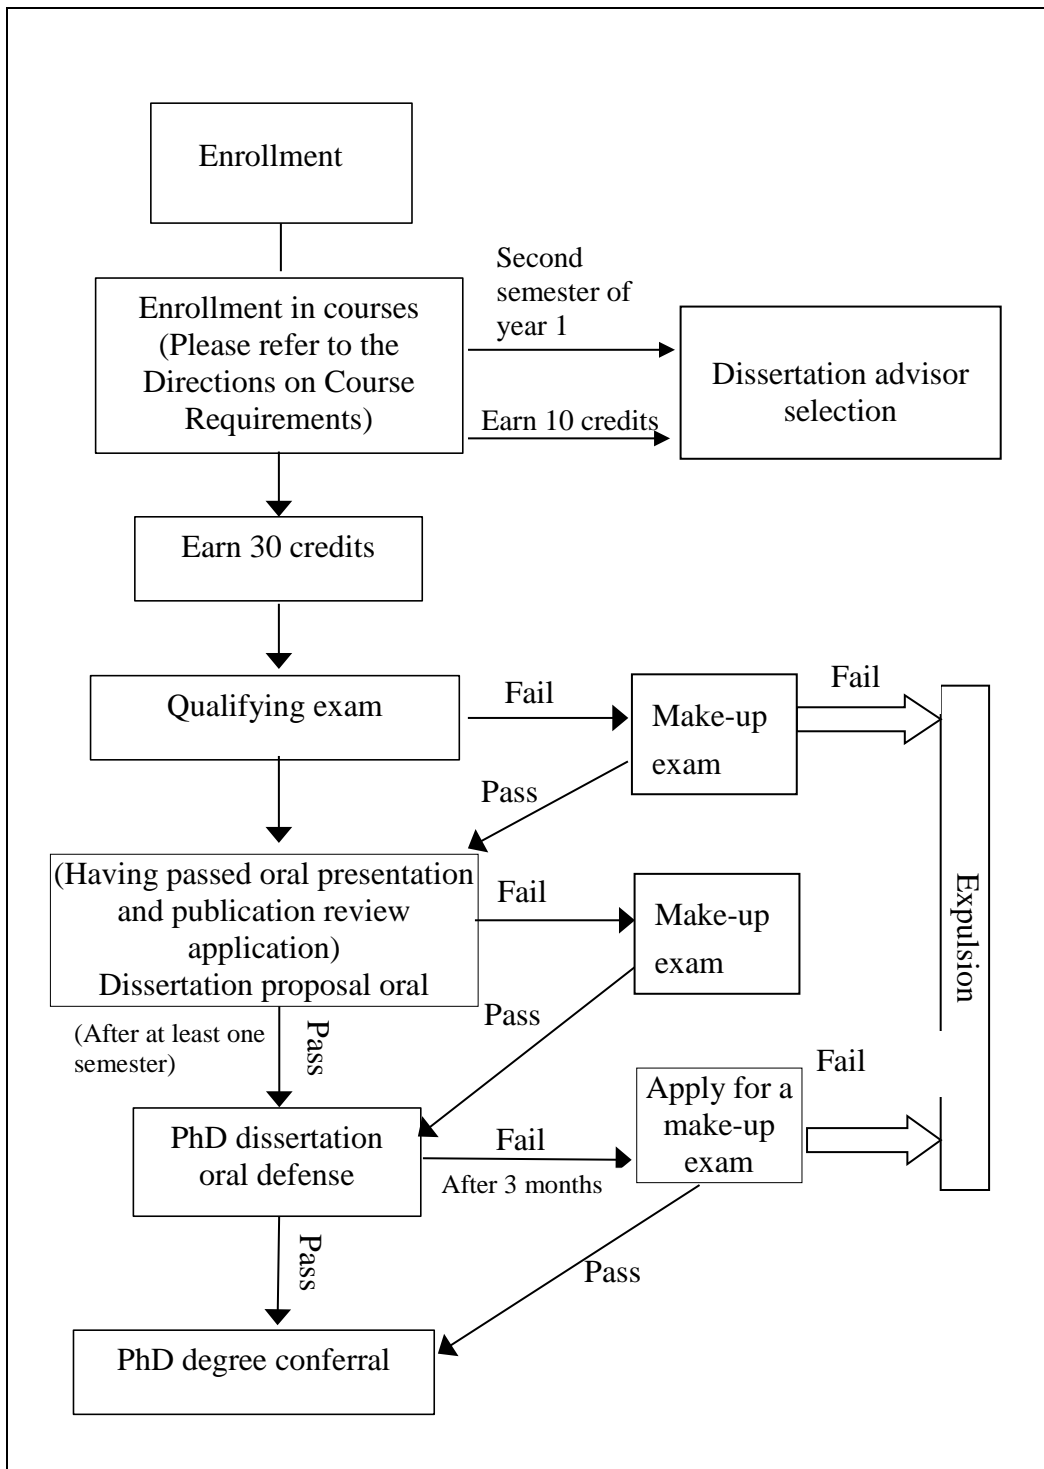 Enrollment
Second
semester of
year 1
Enrollment in courses
(Please refer to the
Directions on Course
Requirements)
Dissertation advisor
selection
Earn 10 credits
Earn 30 credits
Qualifying exam
Fail
Make-up
exam
Fail
Pass
(Having passed oral presentation
and publication review
application)
Dissertation proposal oral
Fail
Make-up
exam
Expulsion
Pass
(After at least one
semester)
Pass
PhD dissertation
oral defense
Fail
After 3 months
Apply for a
make-up
exam
Fail
Pass
Pass
PhD degree conferral